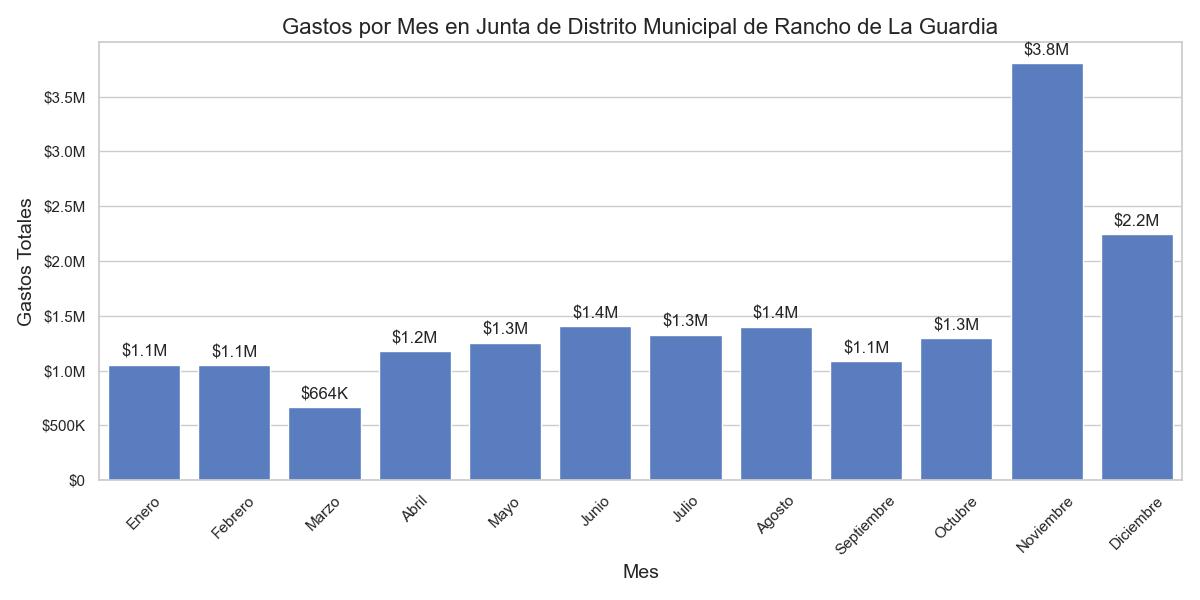 Gastos por Mes en Junta de Distrito Municipal de Rancho de La Guardia
Gastos Totales
$3.5M
$3.0M
$2.5M
$2.0M
$1.5M
$1.0M
$500K
$0
$1.1M
$1.1M
$664K
$1.2M
$1.3M
$1.4M
$1.3M
$1.4M
$1.1M
$1.3M
$3.8M
$2.2M
Enero
Febrero
Marzo
Abril
Mayo
Junio
Julio
Agosto
Septiembre
Octubre
Noviembre
Diciembre
Mes